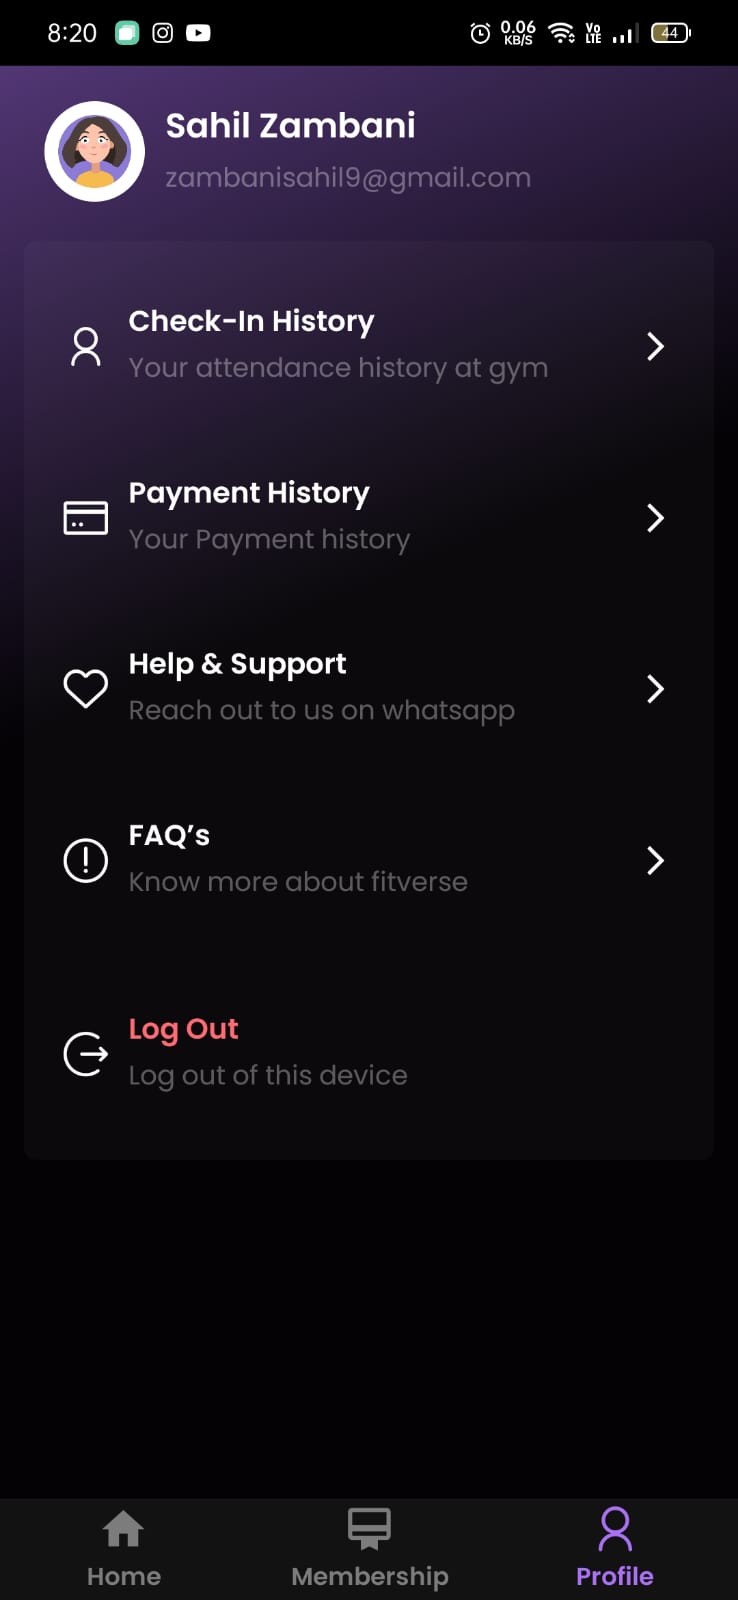 8:20
0.06
KB/S
Vo
LTE
44
Sahil Zambani
zambanisahil9@gmail.com
Check-In History
Your attendance history at gym
Payment History
Your Payment history
Help & Support
Reach out to us on whatsapp
FAQ’s
Know more about fitverse
Log Out
Log out of this device
Home
Membership
Profile